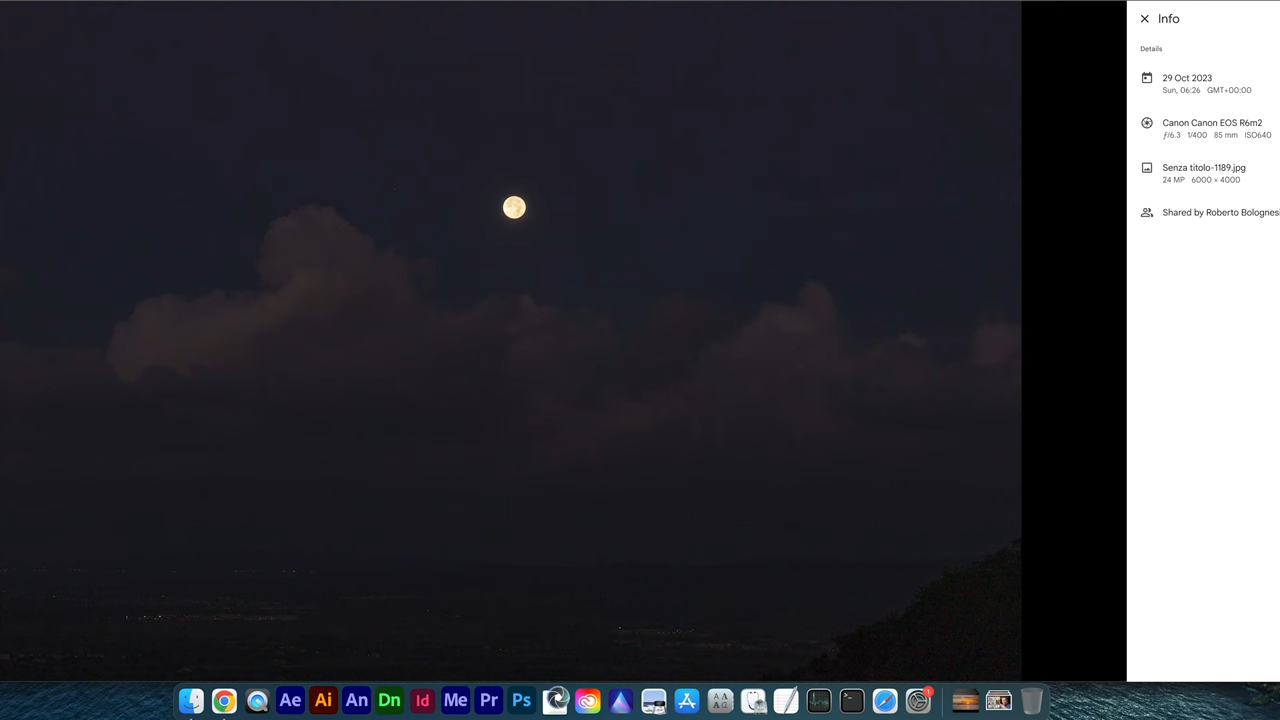 Info
Details
29 Oct 2023
Sun, 06:26 GMT+00:00
Canon Canon EOS R6m2
ƒ/6.3 1/400 85 mm ISO640
Senza titolo-1189.jpg
24 MP 6000 × 4000
Shared by Roberto Bolognesi
Ae Ai An Dn Id Me Pr Ps 1